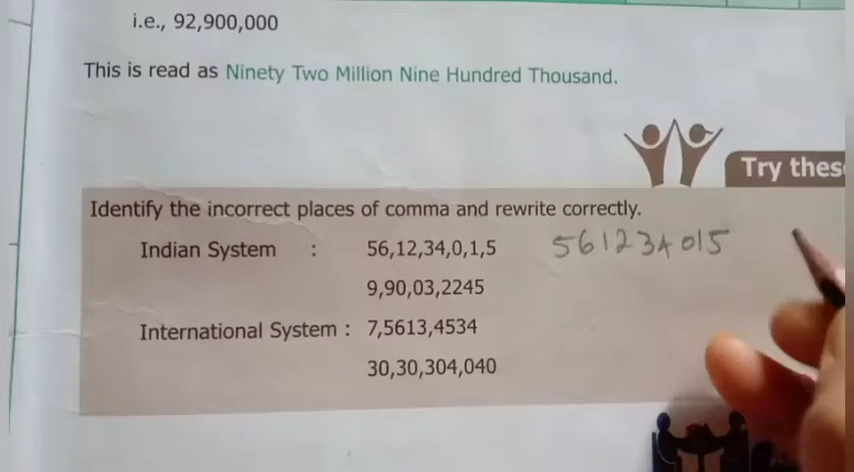 i.e., 92,900,000
This is read as Ninety Two Million Nine Hundred Thousand.
Try thes
Identify the incorrect places of comma and rewrite correctly.
Indian System : 56,12,34,0,1,5 561234015
9,90,03,2245
International System : 7,5613,4534
30,30,304,040